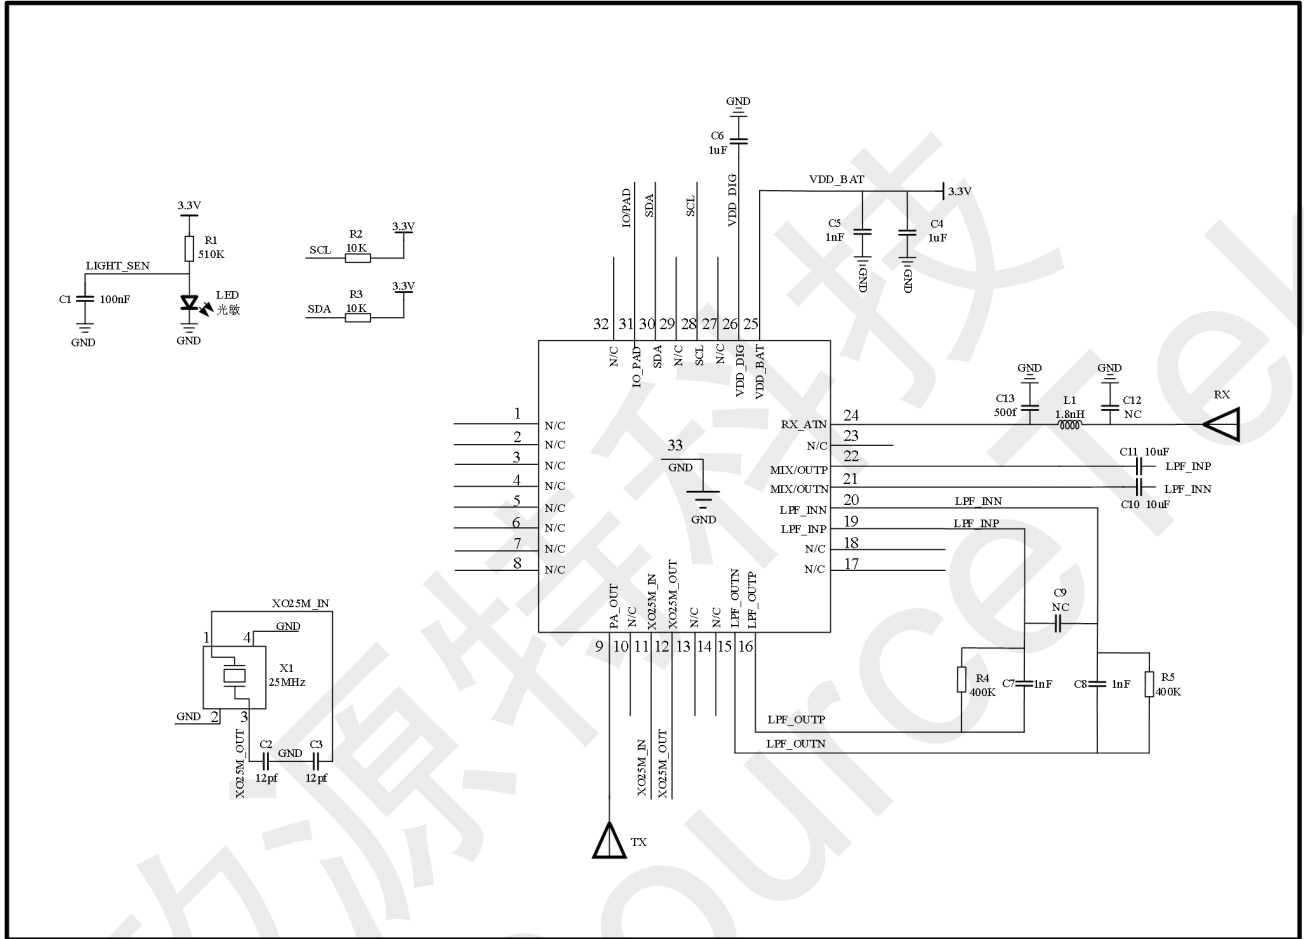 GND
C6
1uF
VDD_DIG
IO/PAD
SDA
SCL
VDD_BAT
3.3V
C5
1nF
GND
C4
1uF
GND
3.3V
R1
510K
LIGHT_SEN
C1
100nF
GND
LED
光敏
GND
SCL
R2
10K
3.3V
SDA
R3
10K
3.3V
32
31
30
29
28
27
26
25
N/C
IO_PAD
SDA
N/C
SCL
N/C
VDD_DIG
VDD_BAT
1
N/C
2
N/C
3
N/C
4
N/C
5
N/C
6
N/C
7
N/C
8
N/C
33
GND
GND
RX_ATN
24
N/C
23
MIX/OUTP
22
MIX/OUTN
21
LPF_INN
20
LPF_INP
19
N/C
18
N/C
17
GND
C13
500f
L1
1.8nH
GND
C12
NC
RX
C11 10uF
LPF_INP
LPF_INN
C10 10uF
LPF_INN
LPF_INP
PA_OUT
N/C
XO25M_IN
XO25M_OUT
N/C
N/C
LPF_OUTN
LPF_OUTP
9
10
11
12
13
14
15
16
C9
NC
R4
400K
C7
1nF
C8
1nF
R5
400K
LPF_OUTP
LPF_OUTN
XO25M_IN
XO25M_OUT
TX
XO25M_IN
1
4
GND
X1
25MHz
GND
2
3
XO25M_OUT
C2
12pf
GND
C3
12pf
源特科技
ource Tek